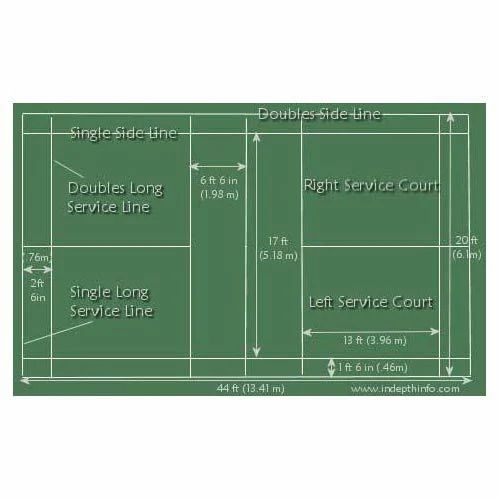 Doubles Side Line
Single Side Line
6 ft 6 in
(1.98 m)
Doubles Long
Service Line
Right Service Court
17 ft
(5.18 m)
20 ft
(6.1m)
.76m
2ft
6in
Single Long
Service Line
Left Service Court
13 ft (3.96 m)
1 ft 6 in (.46m)
44 ft (13.41 m)
www.indepthinfo.com